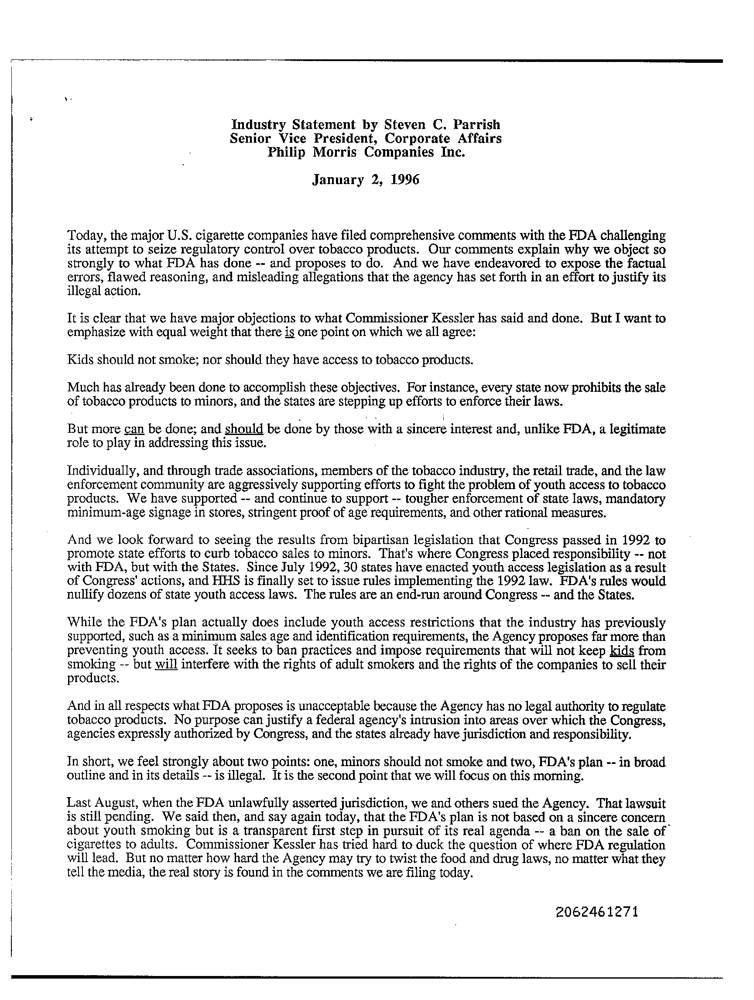 Industry Statement by Steven C. Parrish
Senior Vice President, Corporate Affairs
Philip Morris Companies Inc.
January 2, 1996
Today, the major U.S. cigarette companies have filed comprehensive comments with the FDA challenging
its attempt to seize regulatory control over tobacco products. Our comments explain why we object so
strongly to what FDA has done -- and proposes to do. And we have endeavored to expose the factual
errors, flawed reasoning, and misleading allegations that the agency has set forth in an effort to justify its
illegal action.
It is clear that we have major objections to what Commissioner Kessler has said and done. But I want to
emphasize with equal weight that there is one point on which we all agree:
Kids should not smoke; nor should they have access to tobacco products.
Much has already been done to accomplish these objectives. For instance, every state now prohibits the sale
of tobacco products to minors, and the states are stepping up efforts to enforce their laws.
But more can be done; and should be done by those with a sincere interest and, unlike FDA, a legitimate
role to play in addressing this issue.
Individually, and through trade associations, members of the tobacco industry, the retail trade, and the law
enforcement community are aggressively supporting efforts to fight the problem of youth access to tobacco
products. We have supported -- and continue to support -- tougher enforcement of state laws, mandatory
minimum-age signage in stores, stringent proof of age requirements, and other rational measures.
And we look forward to seeing the results from bipartisan legislation that Congress passed in 1992 to
promote state efforts to curb tobacco sales to minors. That's where Congress placed responsibility -- not
with FDA, but with the States. Since July 1992, 30 states have enacted youth access legislation as a result
of Congress' actions, and HHS is finally set to issue rules implementing the 1992 law. FDA's rules would
nullify dozens of state youth access laws. The rules are an end-run around Congress -- and the States.
While the FDA's plan actually does include youth access restrictions that the industry has previously
supported, such as a minimum sales age and identification requirements, the Agency proposes far more than
preventing youth access. It seeks to ban practices and impose requirements that will not keep kids from
smoking -- but will interfere with the rights of adult smokers and the rights of the companies to sell their
products.
And in all respects what FDA proposes is unacceptable because the Agency has no legal authority to regulate
tobacco products. No purpose can justify a federal agency's intrusion into areas over which the Congress,
agencies expressly authorized by Congress, and the states already have jurisdiction and responsibility.
In short, we feel strongly about two points: one, minors should not smoke and two, FDA's plan -- in broad
outline and in its details -- is illegal. It is the second point that we will focus on this morning.
Last August, when the FDA unlawfully asserted jurisdiction, we and others sued the Agency. That lawsuit
is still pending. We said then, and say again today, that the FDA's plan is not based on a sincere concern
about youth smoking but is a transparent first step in pursuit of its real agenda -- a ban on the sale of
cigarettes to adults. Commissioner Kessler has tried hard to duck the question of where FDA regulation
will lead. But no matter how hard the Agency may try to twist the food and drug laws, no matter what they
tell the media, the real story is found in the comments we are filing today.
2062461271